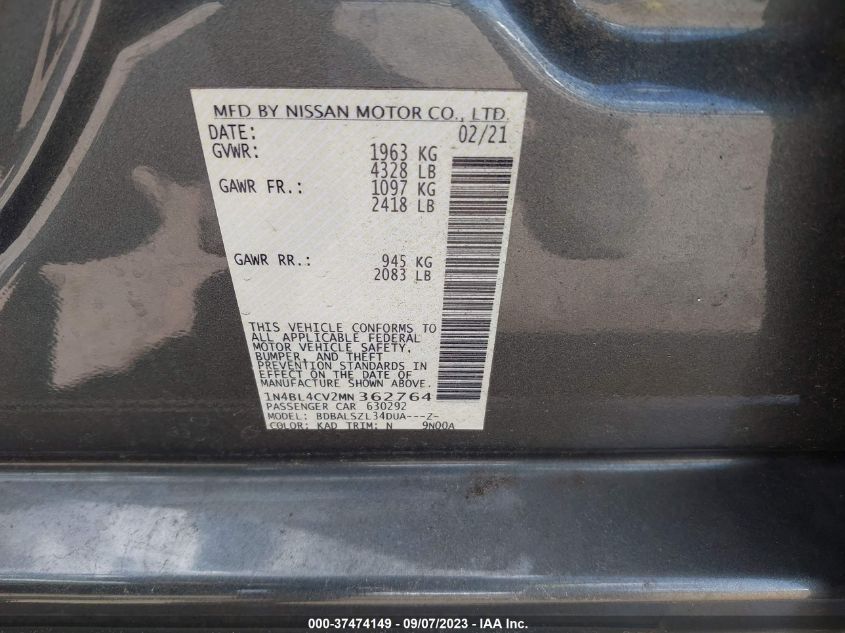 MFD BY NISSAN MOTOR CO., LTD.
DATE: 02/21
GVWR: 1963 KG
4328 LB
GAWR FR.: 1097 KG
2418 LB
GAWR RR.: 945 KG
2083 LB
THIS VEHICLE CONFORMS TO
ALL APPLICABLE FEDERAL
MOTOR VEHICLE SAFETY,
BUMPER, AND THEFT
PREVENTION STANDARDS IN
EFFECT ON THE DATE OF
MANUFACTURE SHOWN ABOVE.
1N4BL4CV2MN362764
PASSENGER CAR 630292
MODEL: BDBALSZL34DUA---Z-
COLOR: KAD TRIM: N 9N00A
000-37474149 - 09/07/2023 - IAA Inc.